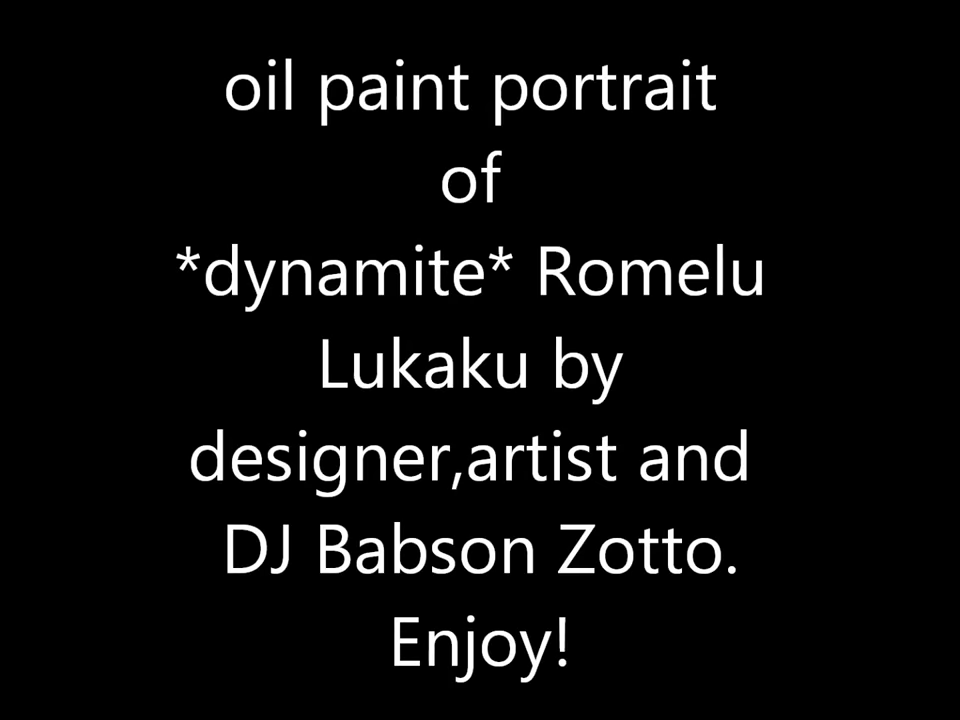 oil paint portrait
of
*dynamite* Romelu
Lukaku by
designer,artist and
DJ Babson Zotto.
Enjoy!